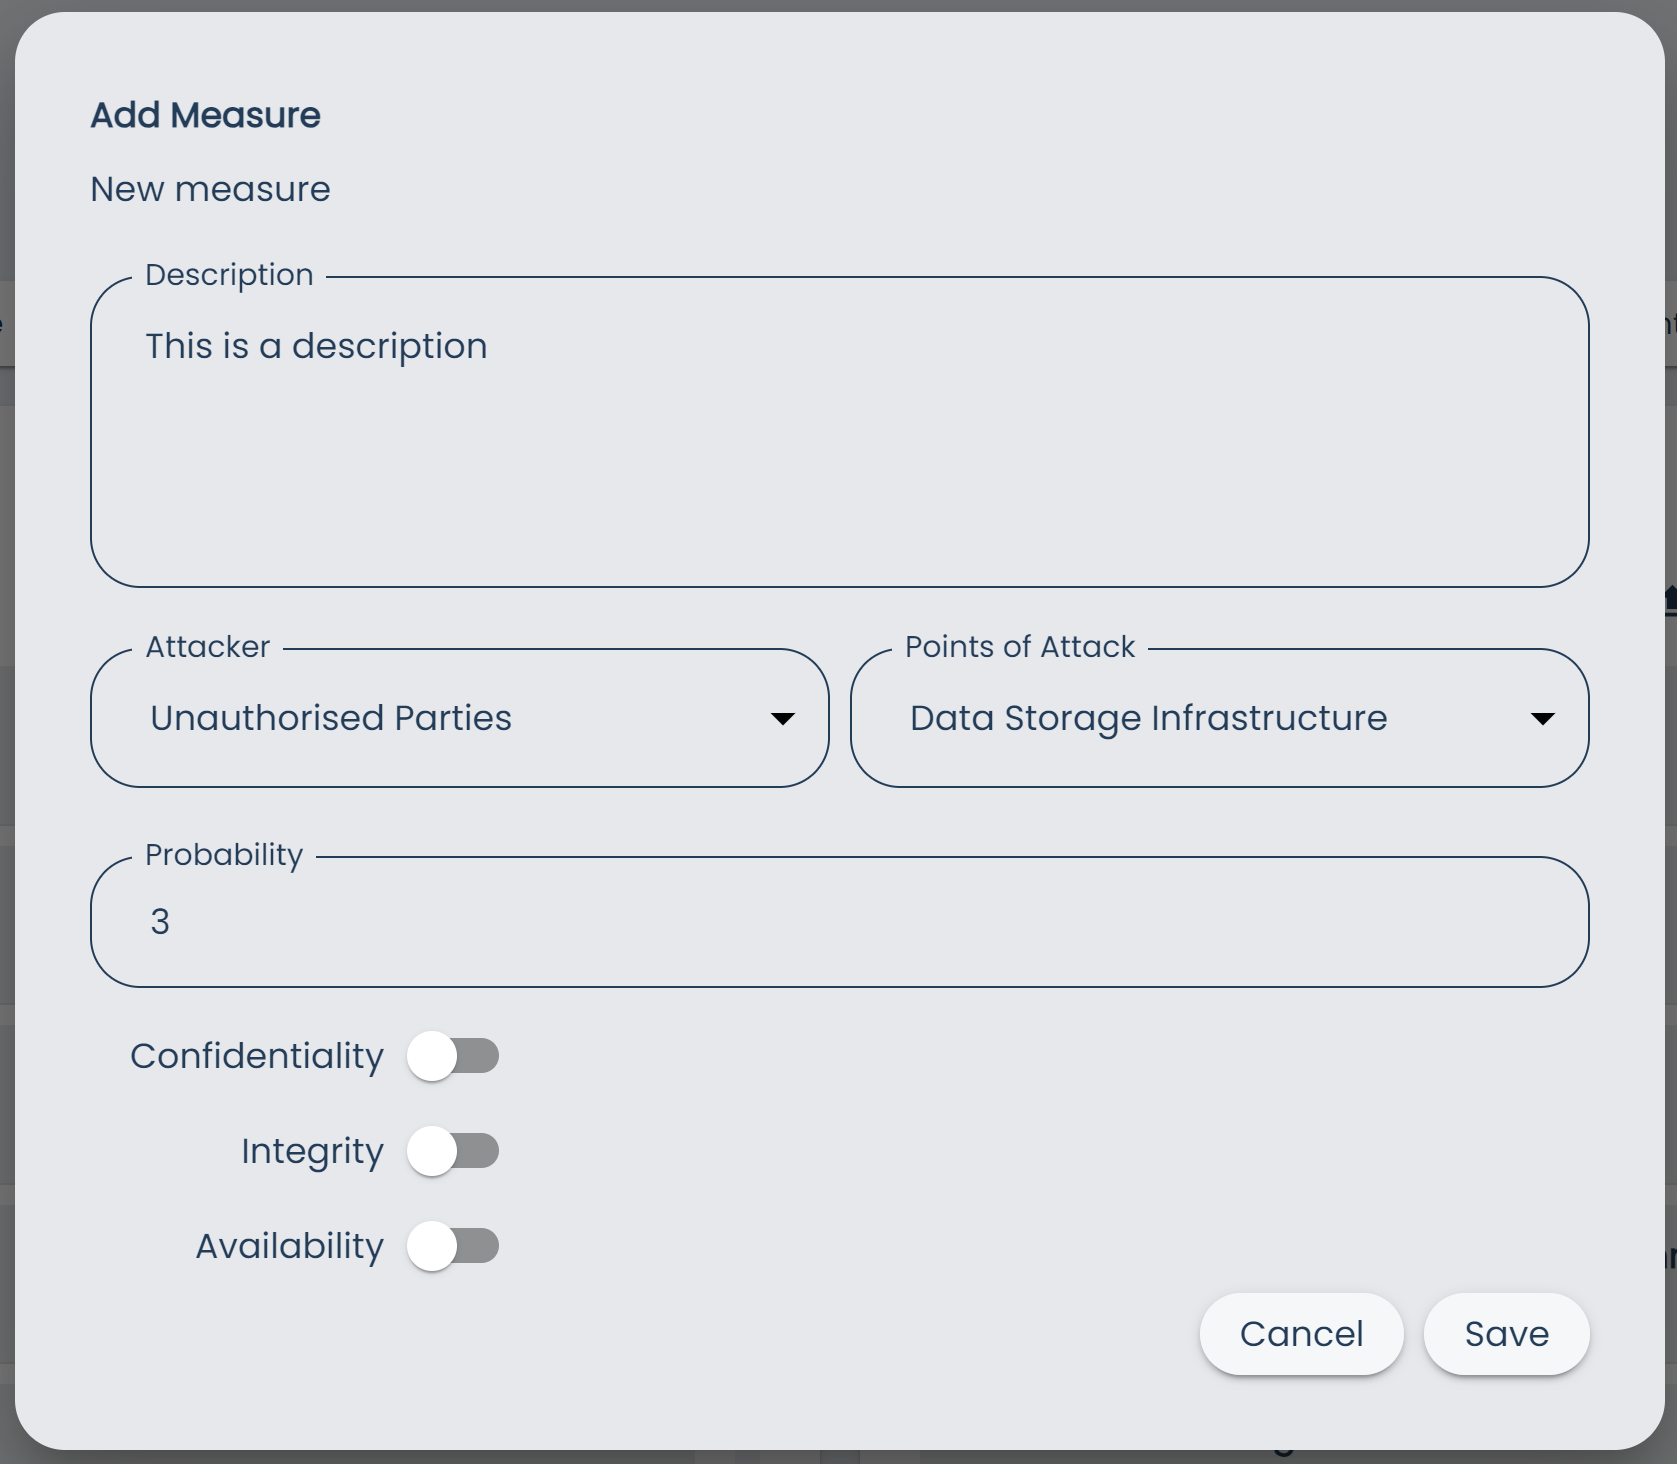 Add Measure
New measure
Description
This is a description
Attacker
Points of Attack
Unauthorised Parties
Data Storage Infrastructure
Probability
3
Confidentiality
Integrity
Availability
Cancel
Save